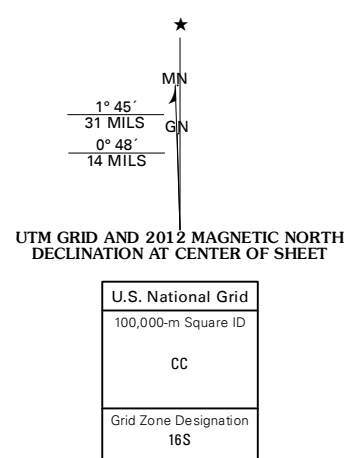 ★
MN
1° 45´
31 MILS
GN
0° 48´
14 MILS
UTM GRID AND 2012 MAGNETIC NORTH
DECLINATION AT CENTER OF SHEET
U.S. National Grid
100,000-m Square ID
CC
Grid Zone Designation
16S